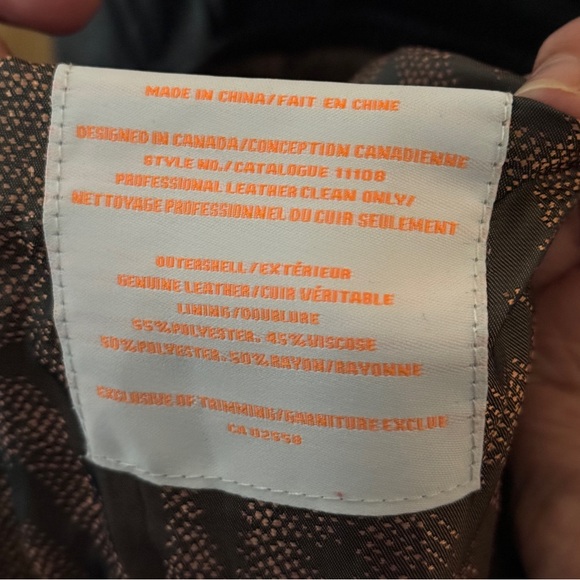 MADE IN CHINA/FAIT EN CHINE
DESIGNED IN CANADA/CONCEPTION CANADIENNE
STYLE NO./CATALOGUE 11108
PROFESSIONAL LEATHER CLEAN ONLY/
NETTOYAGE PROFESSIONNEL DU CUIR SEULEMENT
OUTERSHELL/EXTÉRIEUR
GENUINE LEATHER/CUIR VÉRITABLE
LINING/DOUBLURE
55%POLYESTER. 45%VISCOSE
50%POLYESTER. 50%RAYON/RAYONNE
EXCLUSIVE OF TRIMMING/GARNITURE EXCLUE
CA 02658